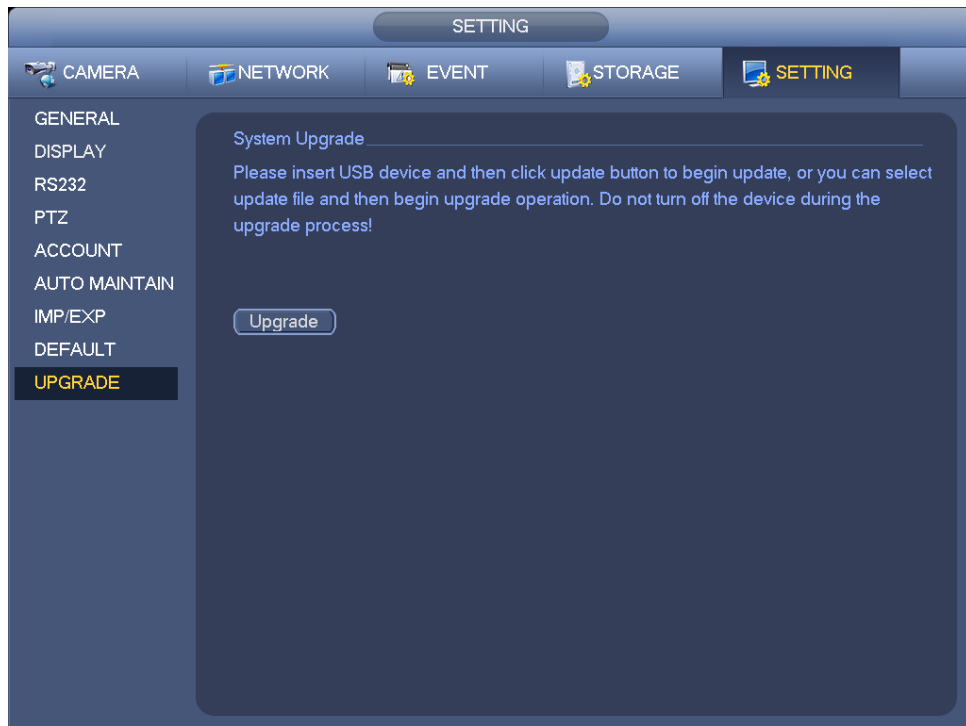 SETTING
CAMERA NETWORK EVENT STORAGE SETTING
GENERAL
DISPLAY
RS232
PTZ
ACCOUNT
AUTO MAINTAIN
IMP/EXP
DEFAULT
UPGRADE
System Upgrade
Please insert USB device and then click update button to begin update, or you can select
update file and then begin upgrade operation. Do not turn off the device during the
upgrade process!
Upgrade